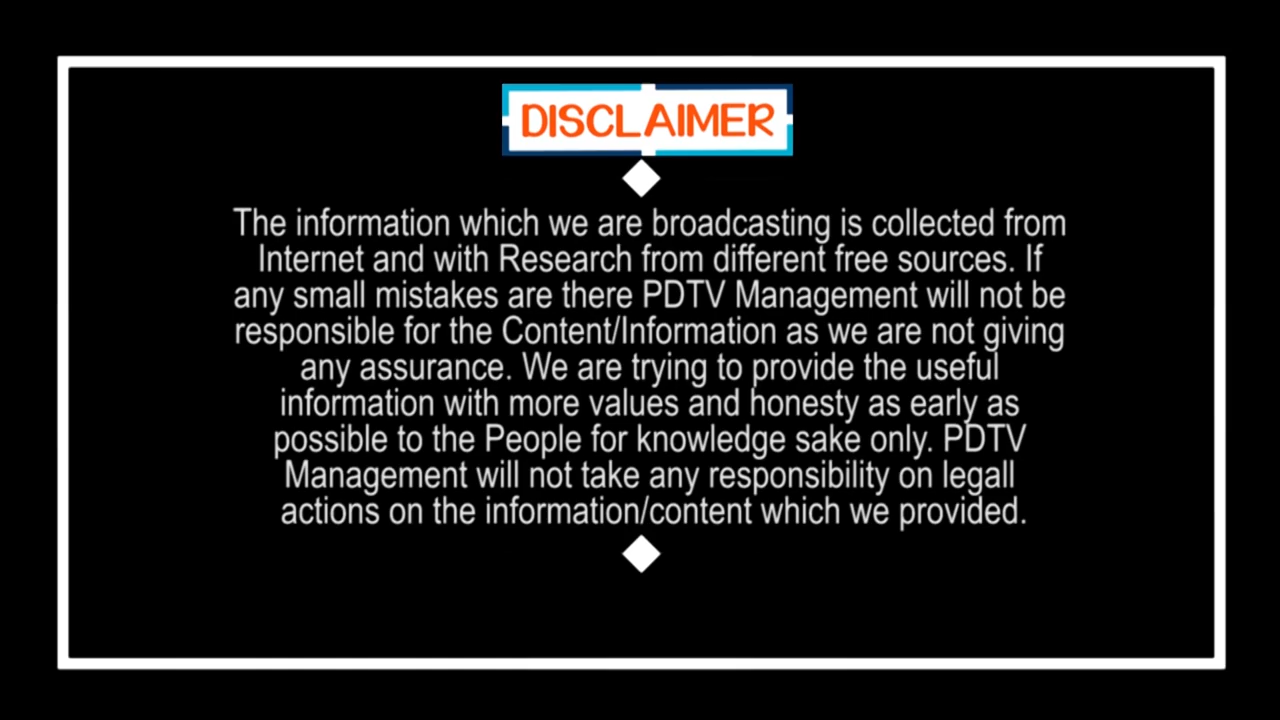 DISCLAIMER
The information which we are broadcasting is collected from
Internet and with Research from different free sources. If
any small mistakes are there PDTV Management will not be
responsible for the Content/Information as we are not giving
any assurance. We are trying to provide the useful
information with more values and honesty as early as
possible to the People for knowledge sake only. PDTV
Management will not take any responsibility on legall
actions on the information/content which we provided.